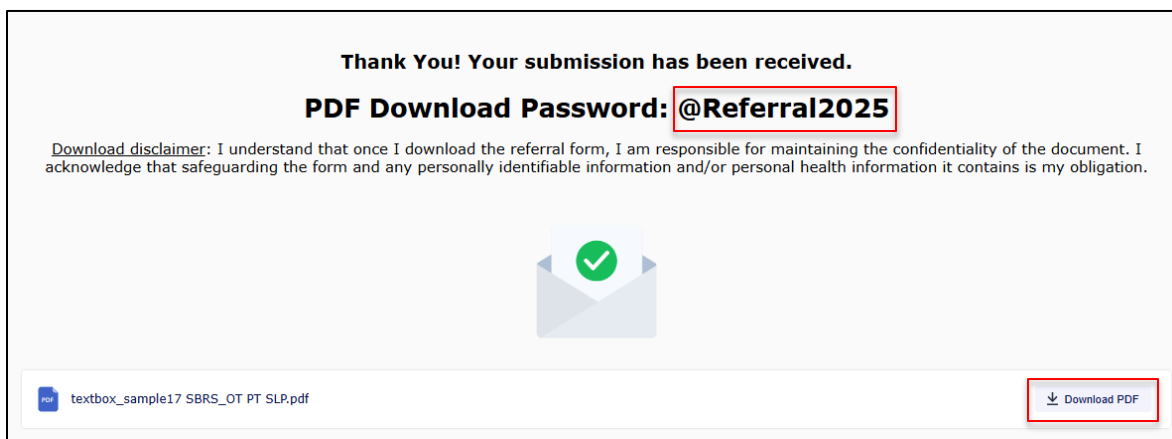 Thank You! Your submission has been received.
PDF Download Password: @Referral2025
Download disclaimer: I understand that once I download the referral form, I am responsible for maintaining the confidentiality of the document. I
acknowledge that safeguarding the form and any personally identifiable information and/or personal health information it contains is my obligation.
PDF textbox_sample17 SBRS_OT PT SLP.pdf Download PDF